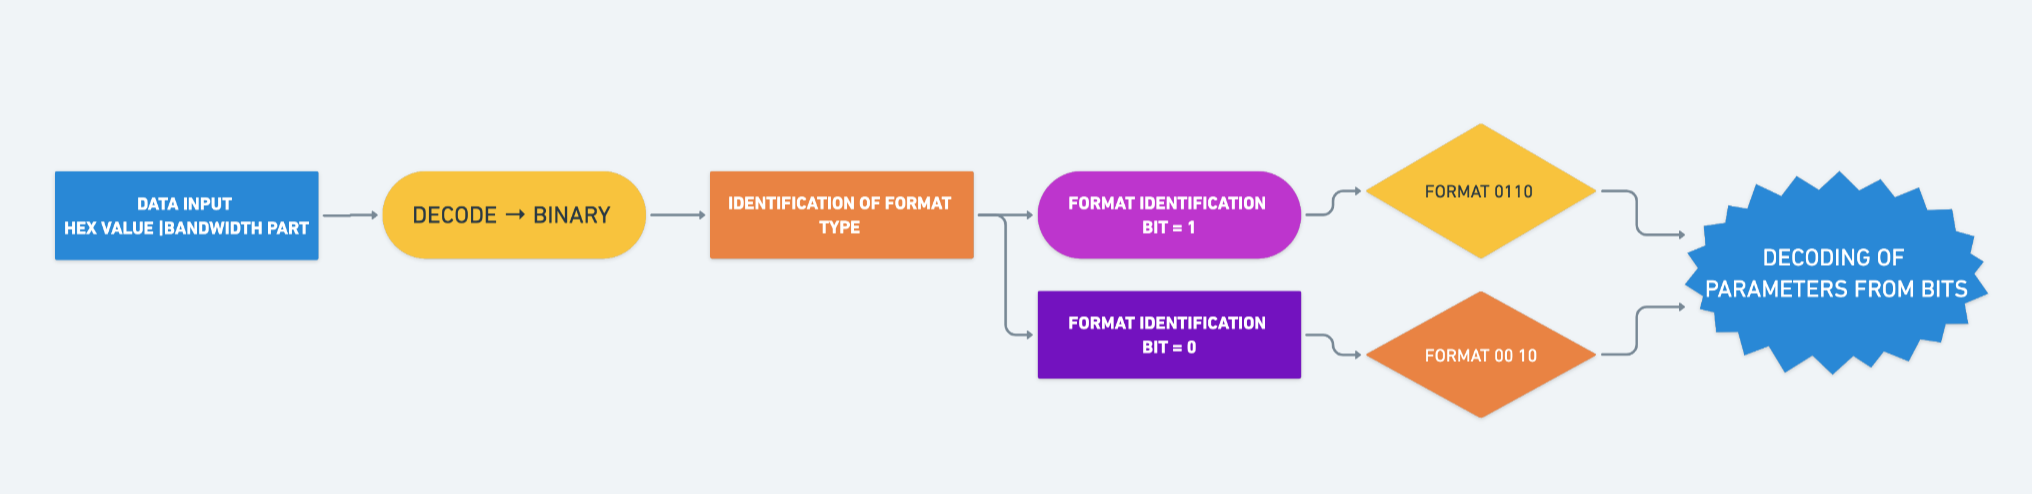 DATA INPUT
HEX VALUE |BANDWIDTH PART
DECODE → BINARY
IDENTIFICATION OF FORMAT
TYPE
FORMAT IDENTIFICATION
BIT = 1
FORMAT IDENTIFICATION
BIT = 0
FORMAT 0110
FORMAT 00 10
DECODING OF
PARAMETERS FROM BITS